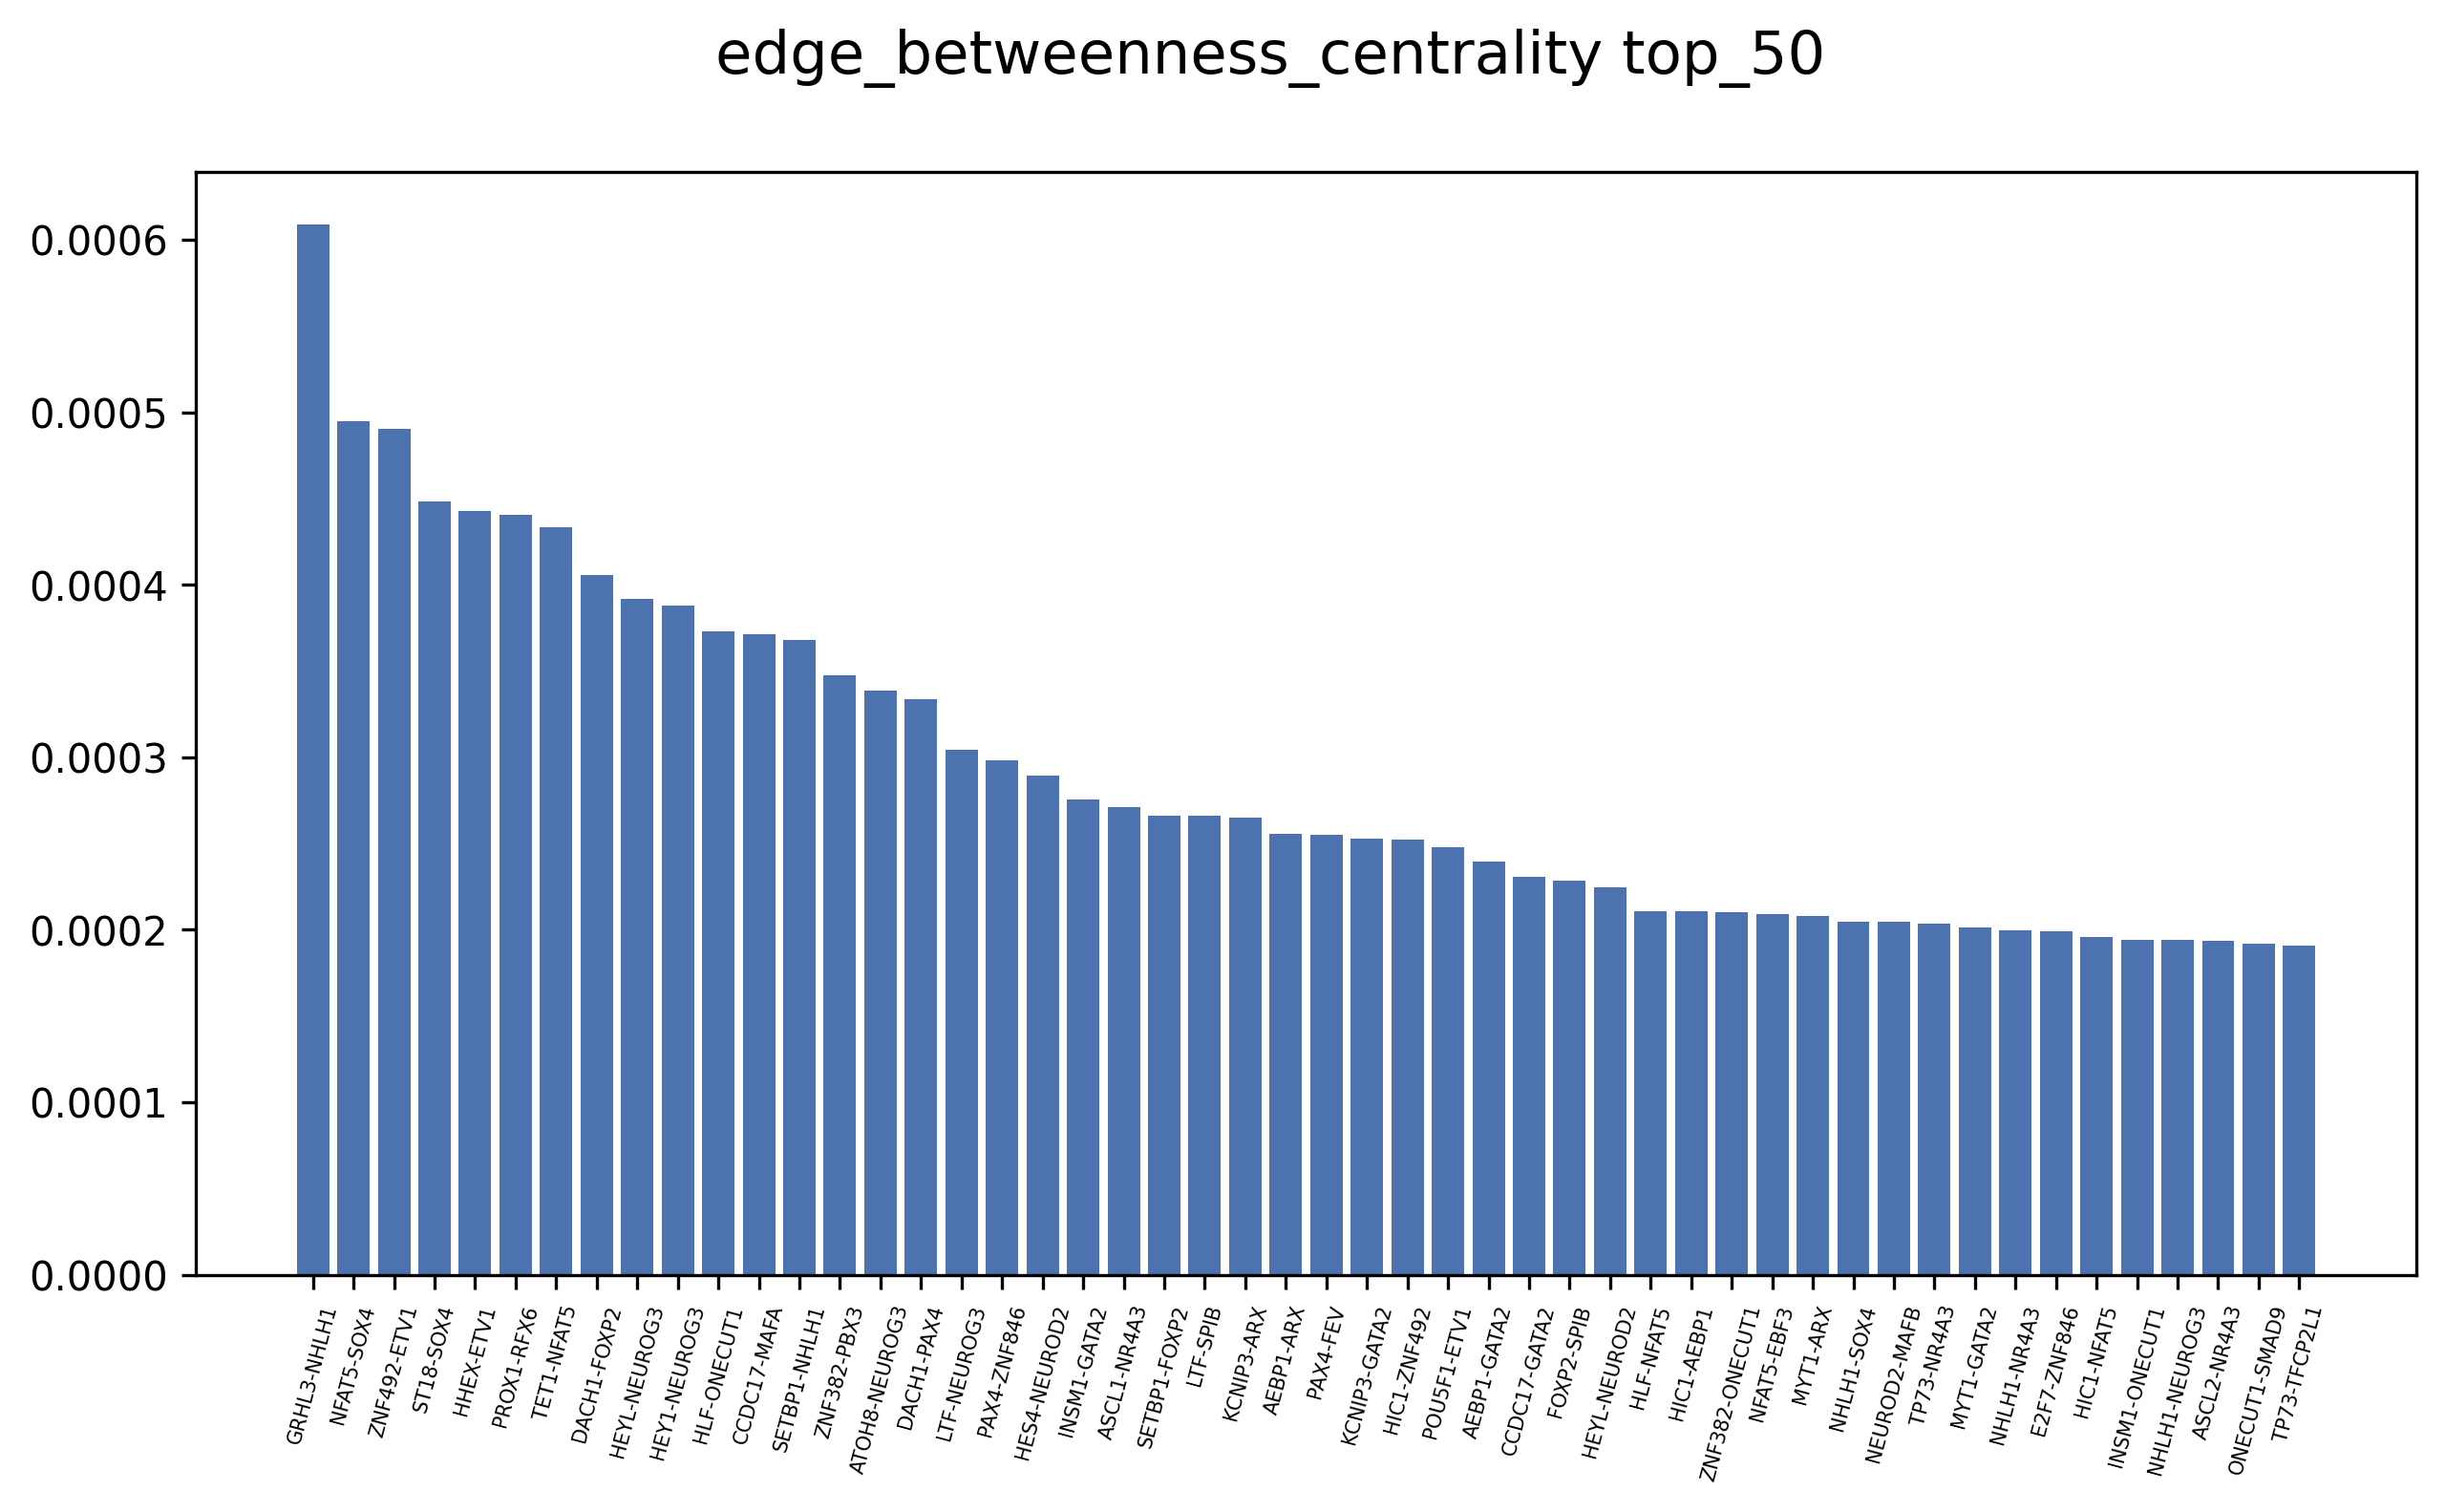 edge_betweenness_centrality top_50
0.0006
0.0005
0.0004
0.0003
0.0002
0.0001
0.0000
GRHL3-NHLH1
NFAT5-SOX4
ZNF492-ETV1
ST18-SOX4
HHEX-ETV1
PROX1-RFX6
TET1-NFAT5
DACH1-FOXP2
HEYL-NEUROG3
HEY1-NEUROG3
HLF-ONECUT1
CCDC17-MAFA
SETBP1-NHLH1
ZNF382-PBX3
ATOH8-NEUROG3
DACH1-PAX4
LTF-NEUROG3
PAX4-ZNF846
HES4-NEUROD2
INSM1-GATA2
ASCL1-NR4A3
SETBP1-FOXP2
LTF-SPIB
KCNIP3-ARX
AEBP1-ARX
PAX4-FEV
KCNIP3-GATA2
HIC1-ZNF492
POU5F1-ETV1
AEBP1-GATA2
CCDC17-GATA2
FOXP2-SPIB
HEYL-NEUROD2
HLF-NFAT5
HIC1-AEBP1
ZNF382-ONECUT1
NFAT5-EBF3
MYT1-ARX
NHLH1-SOX4
NEUROD2-MAFB
TP73-NR4A3
MYT1-GATA2
NHLH1-NR4A3
E2F7-ZNF846
HIC1-NFAT5
INSM1-ONECUT1
NHLH1-NEUROG3
ASCL2-NR4A3
ONECUT1-SMAD9
TP73-TFCP2L1